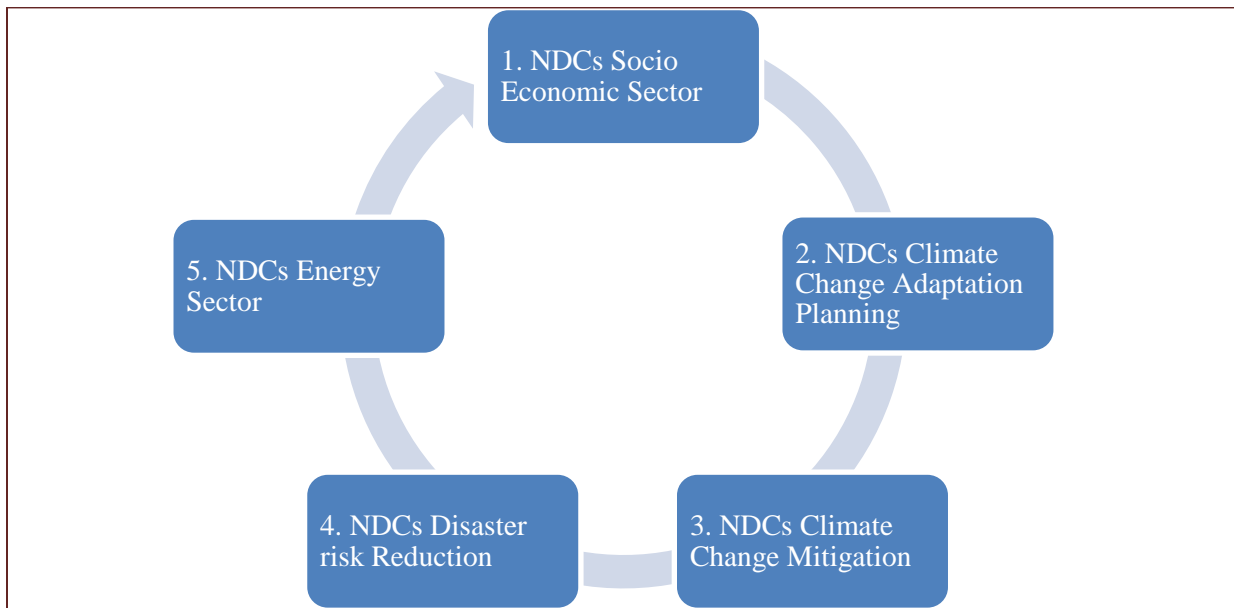 1. NDCs Socio
Economic Sector
2. NDCs Climate
Change Adaptation
Planning
3. NDCs Climate
Change Mitigation
4. NDCs Disaster
risk Reduction
5. NDCs Energy
Sector